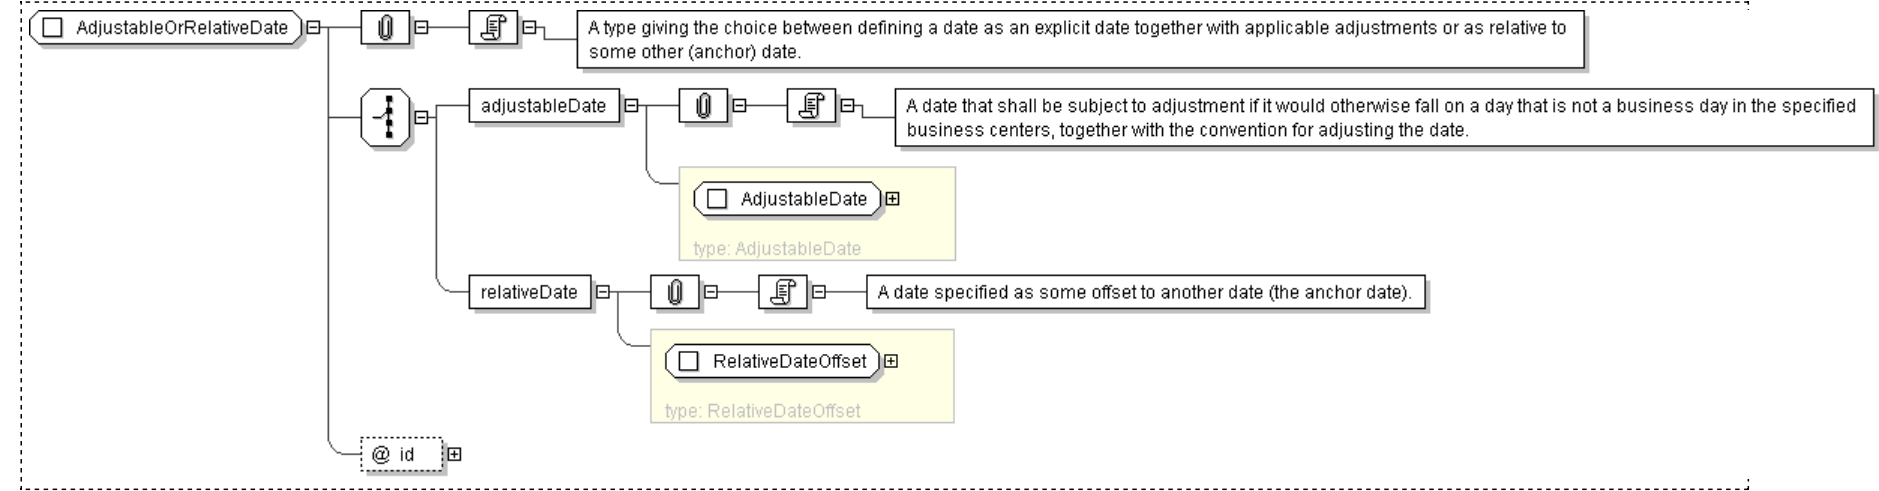 AdjustableOrRelativeDate
A type giving the choice between defining a date as an explicit date together with applicable adjustments or as relative to
some other (anchor) date.
adjustableDate
A date that shall be subject to adjustment if it would otherwise fall on a day that is not a business day in the specified
business centers, together with the convention for adjusting the date.
AdjustableDate
type: AdjustableDate
relativeDate
A date specified as some offset to another date (the anchor date).
RelativeDateOffset
type: RelativeDateOffset
@ id